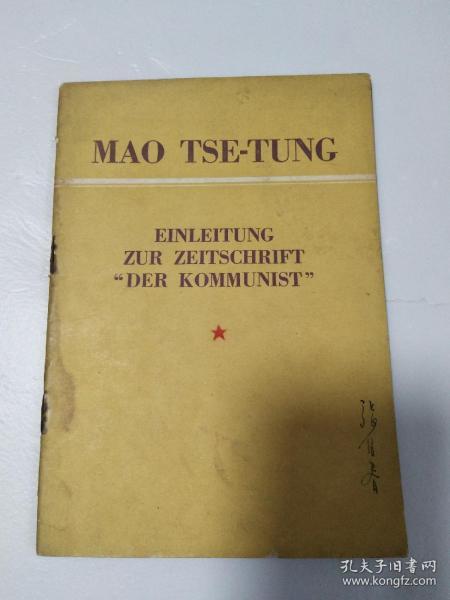 MAO TSE-TUNG
EINLEITUNG
ZUR ZEITSCHRIFT
“DER KOMMUNIST”
孔夫子旧书网
www.kongfz.com